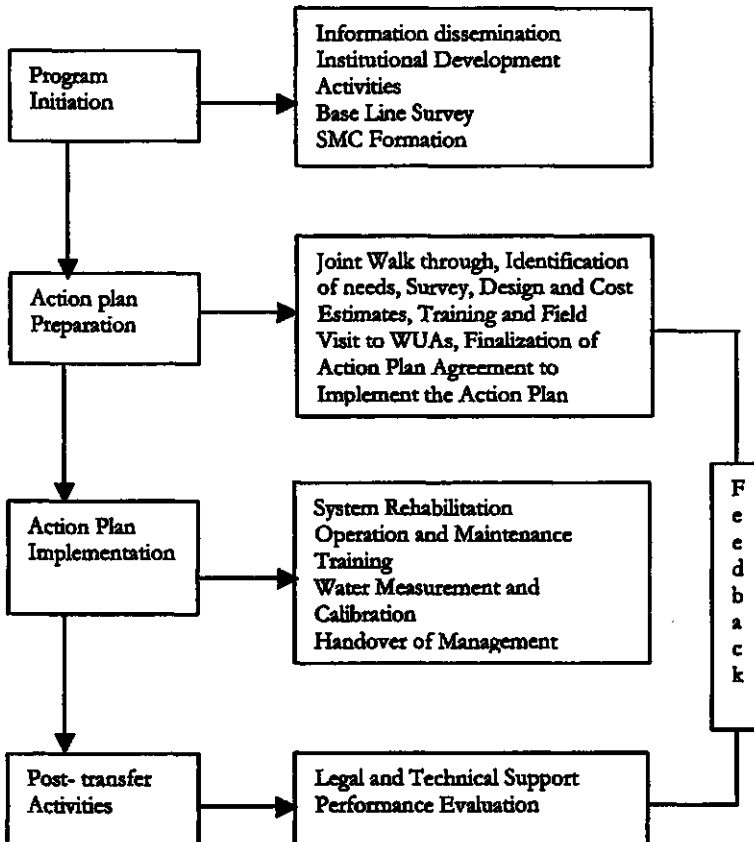 Program
Initiation
Information dissemination
Institutional Development
Activities
Base Line Survey
SMC Formation
Action plan
Preparation
Joint Walk through, Identification
of needs, Survey, Design and Cost
Estimates, Training and Field
Visit to WUAs, Finalization of
Action Plan Agreement to
Implement the Action Plan
Action Plan
Implementation
System Rehabilitation
Operation and Maintenance
Training
Water Measurement and
Calibration
Handover of Management
F
e
e
d
b
a
c
k
Post- transfer
Activities
Legal and Technical Support
Performance Evaluation